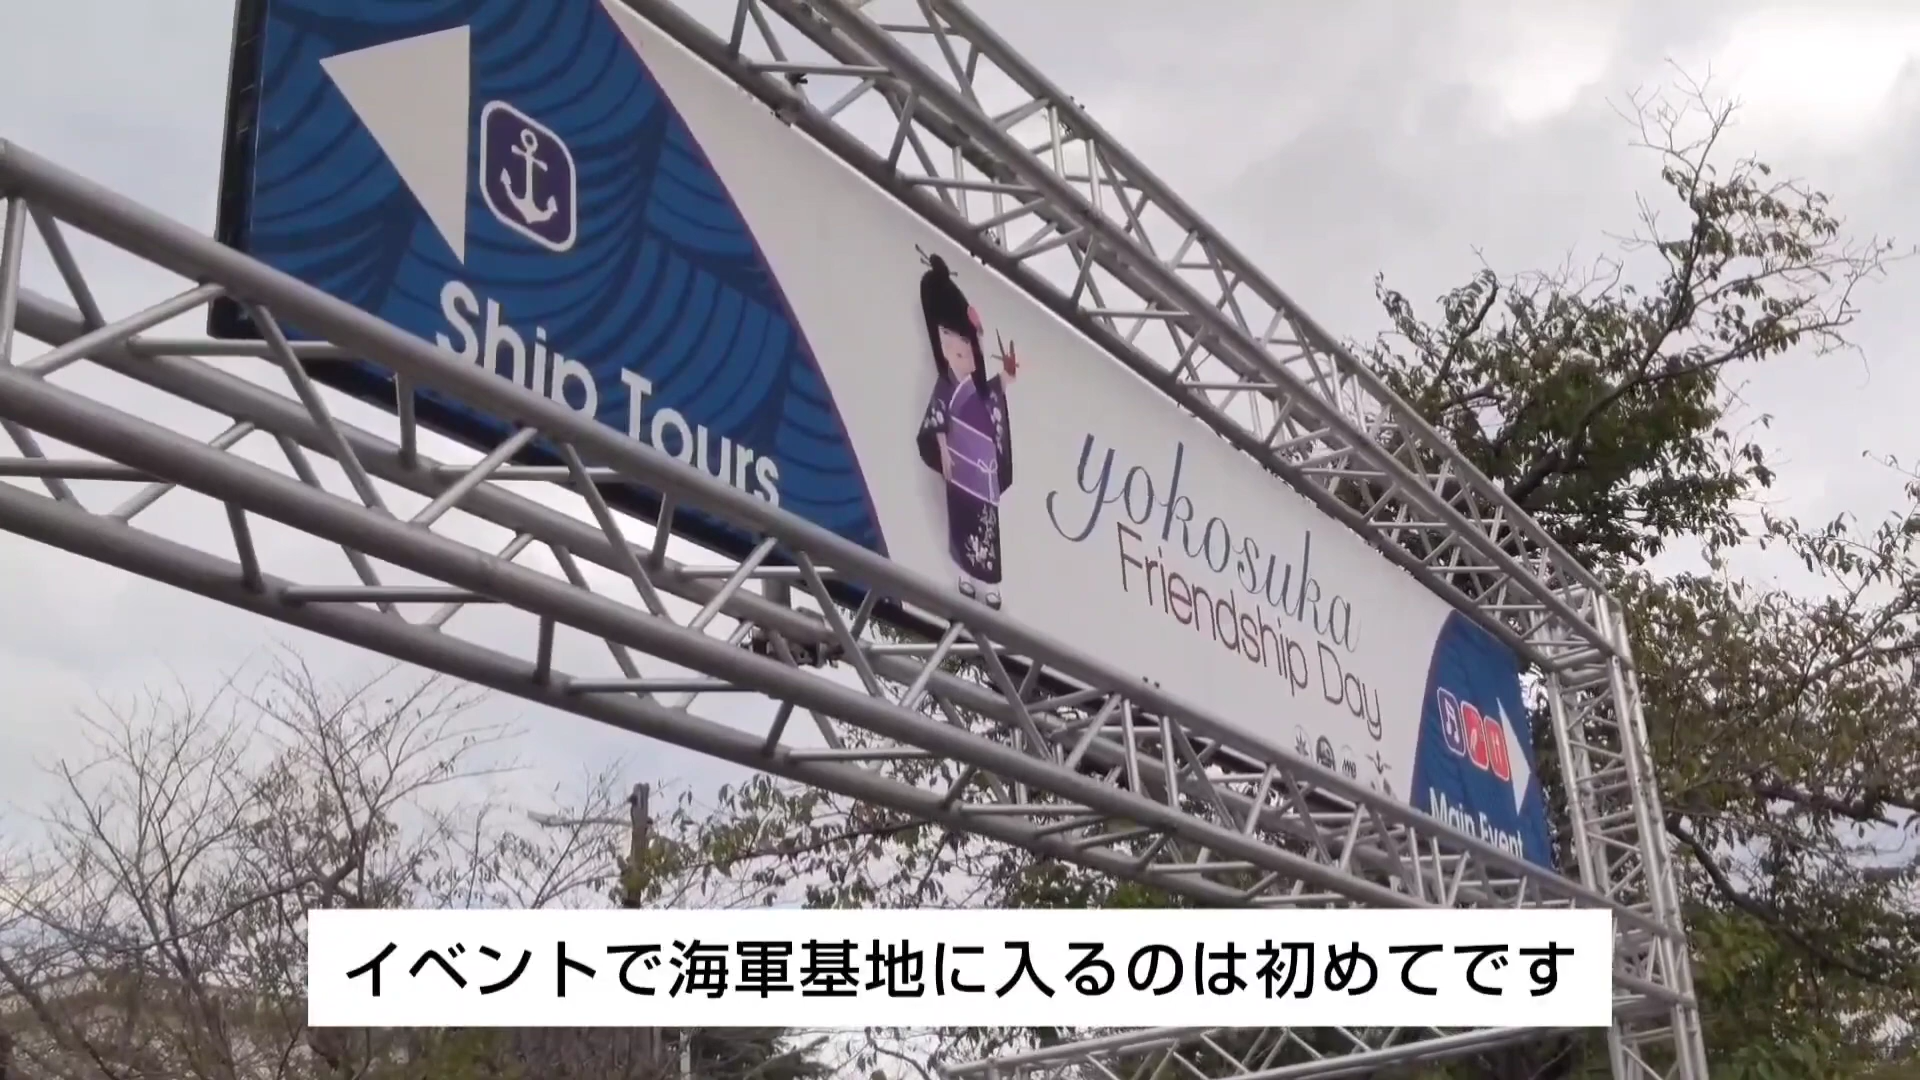 Ship Tours
yokosuka
Friendship Day
Main Event
イベントで海軍基地に入るのは初めてです